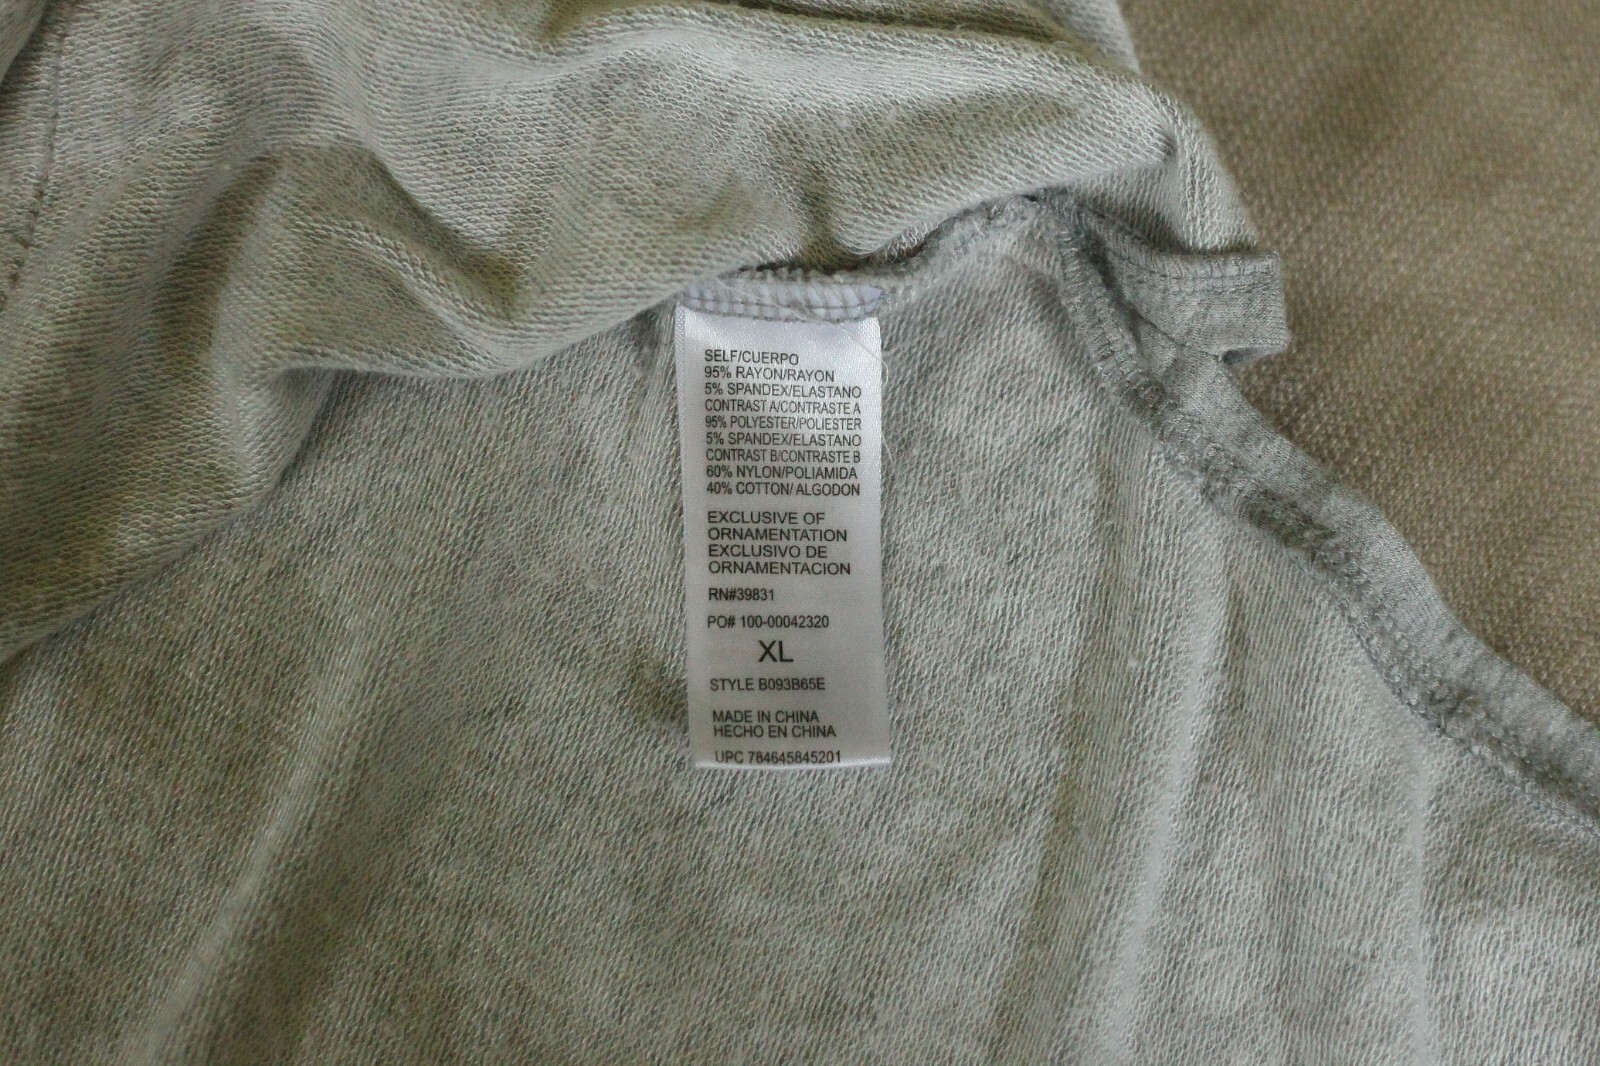 SELF/CUERPO
95% RAYON/RAYON
5% SPANDEX/ELASTANO
CONTRAST A/CONTRASTE A
95% POLYESTER/POLIESTER
5% SPANDEX/ELASTANO
CONTRAST B/CONTRASTE B
60% NYLON/POLIAMIDA
40% COTTON/ ALGODON
EXCLUSIVE OF
ORNAMENTATION
EXCLUSIVO DE
ORNAMENTACION
RN#39831
PO# 100-00042320
XL
STYLE B093B65E
MADE IN CHINA
HECHO EN CHINA
UPC 784645845201